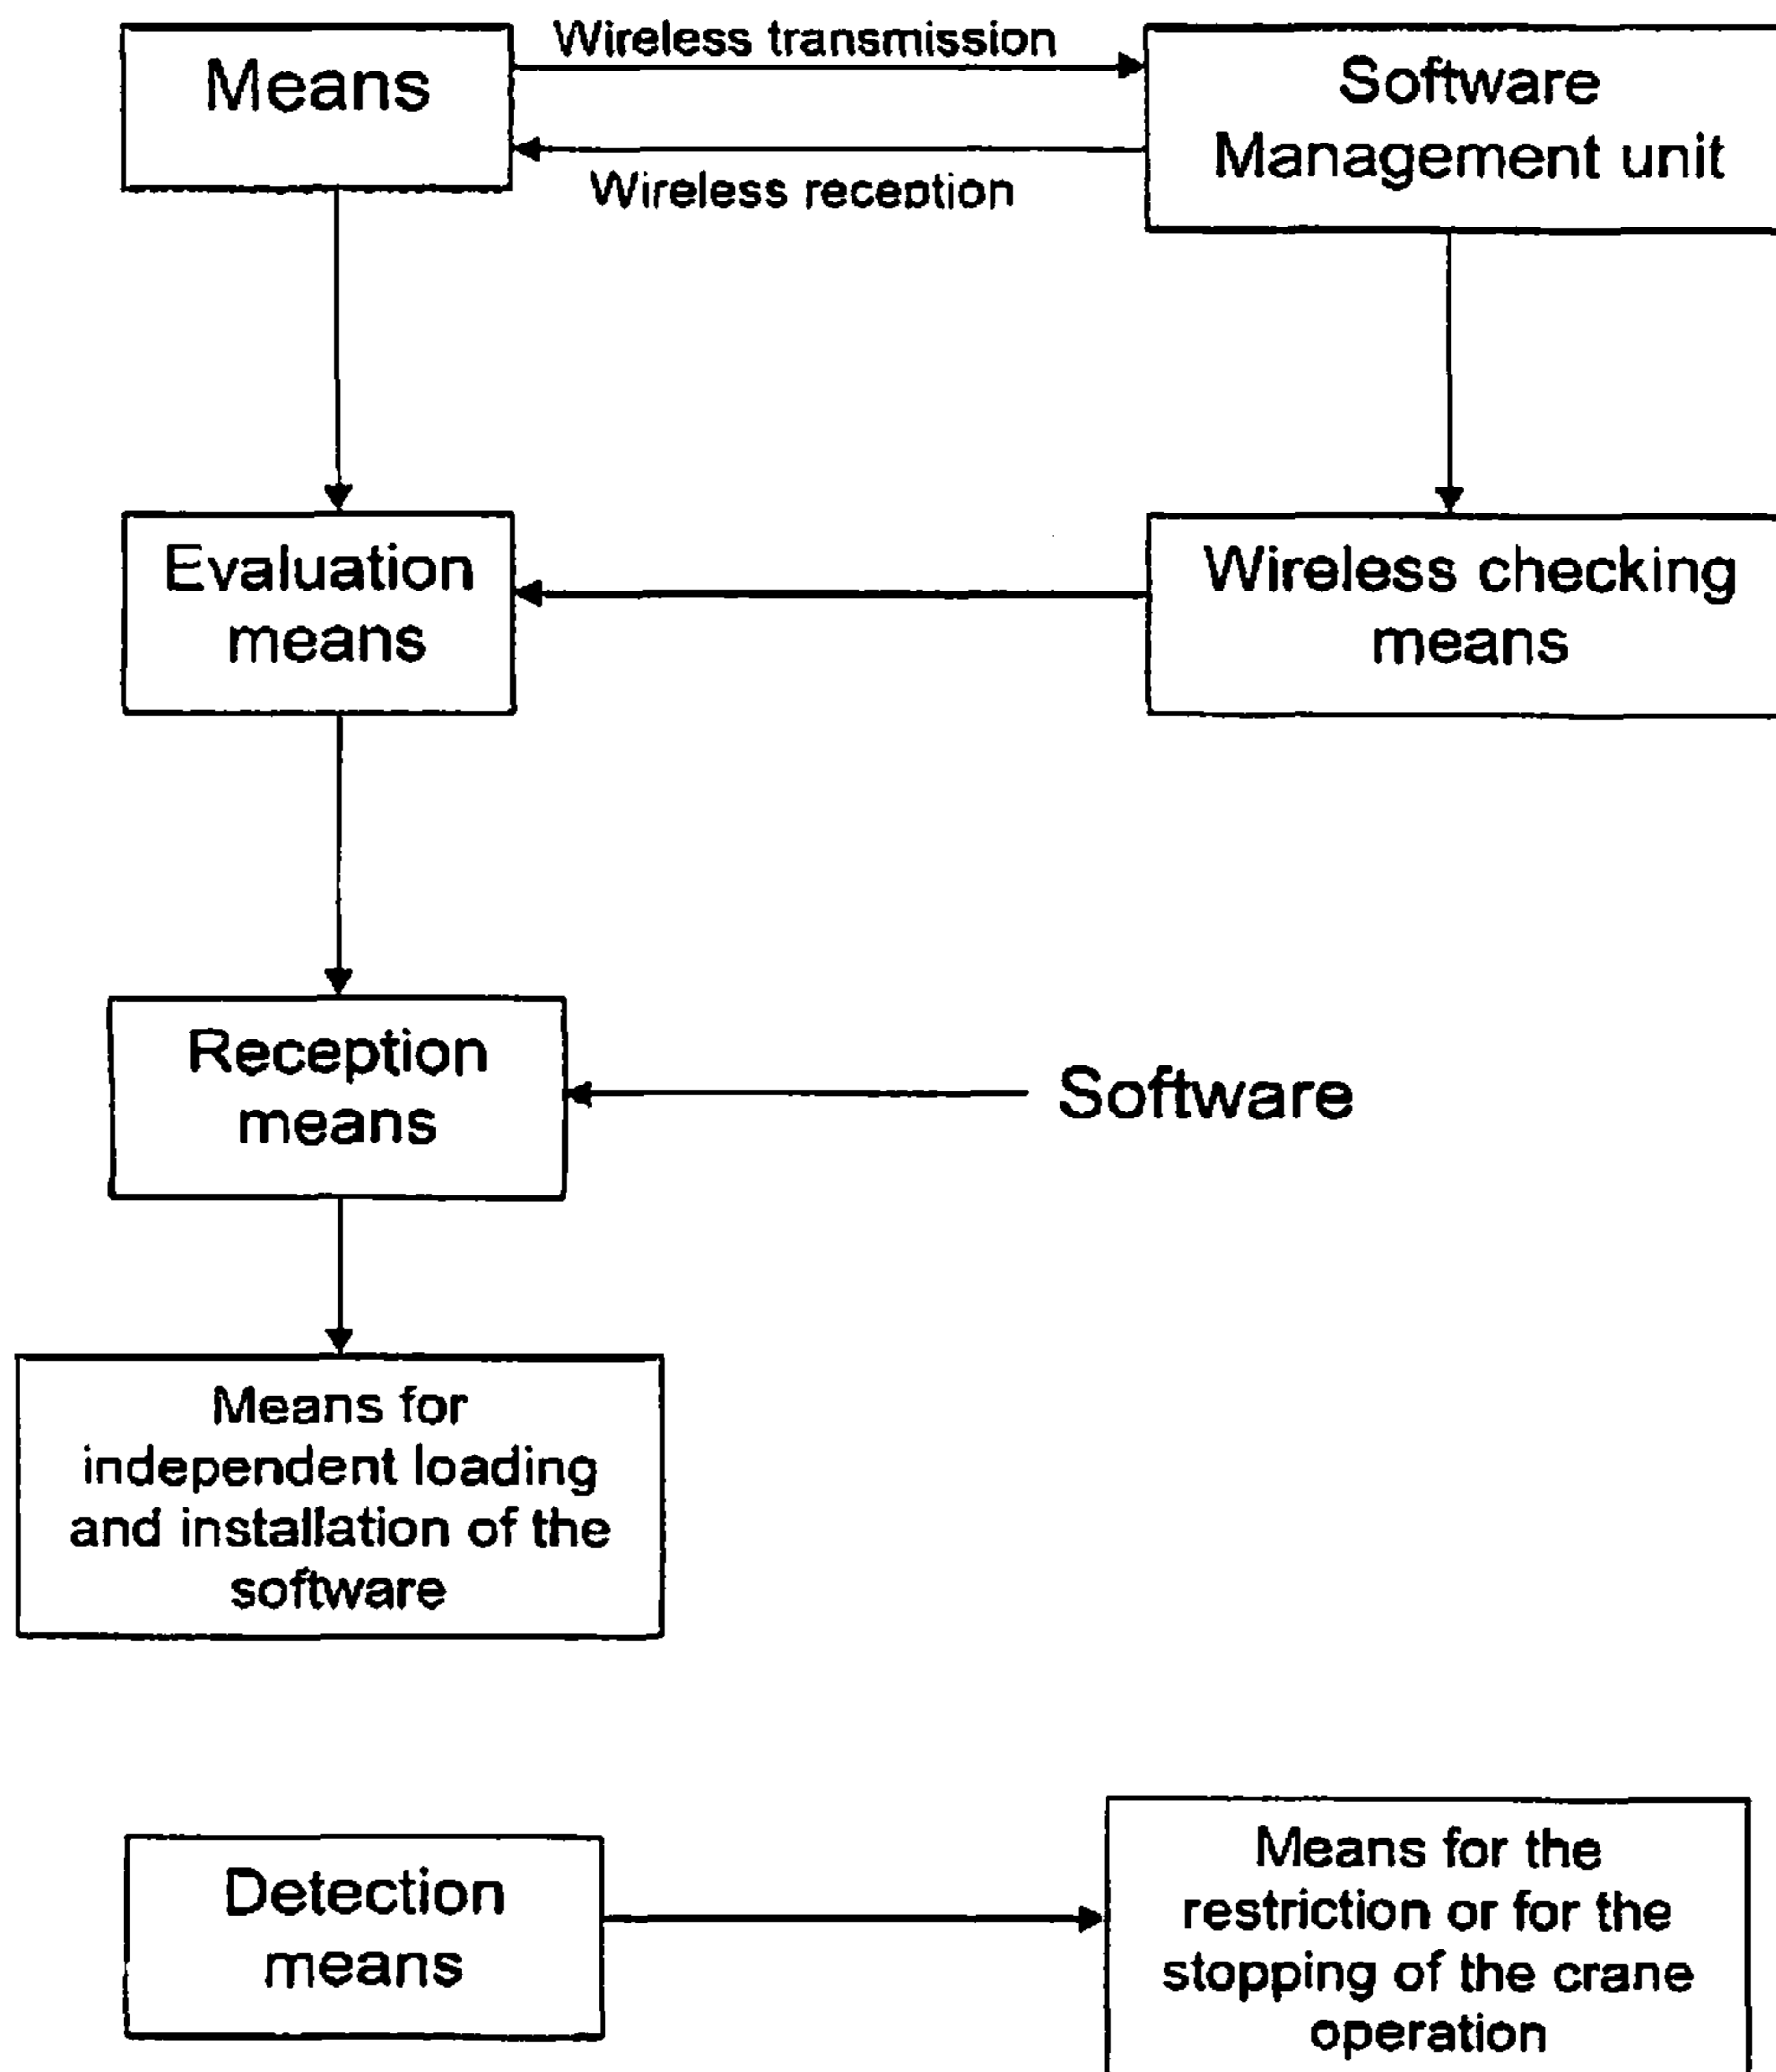 Means
Wireless transmission
Software
Management unit
Wireless reception
Evaluation
means
Wireless checking
means
Reception
means
Software
Means for
independent loading
and installation of the
software
Detection
means
Means for the
restriction or for the
stopping of the crane
operation